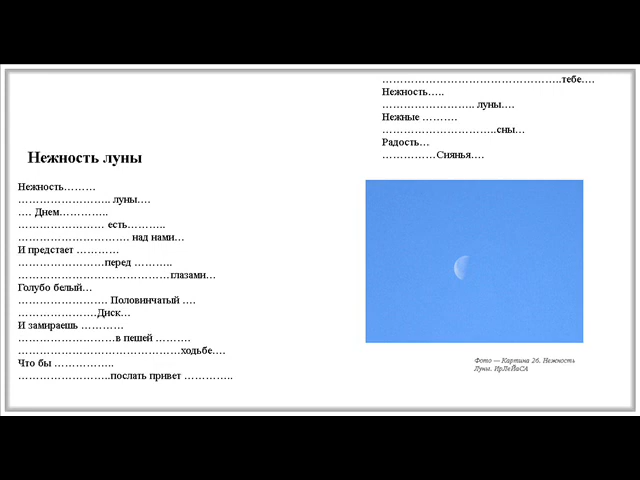 Нежность луны
Нежность………
…………………….. луны….
…. Днем…………..
…………………… есть………..
…………………………. над нами…
И предстает …………
……………………перед ………..
……………………………………глазами…
Голубо белый…
……………………. Половинчатый ….
………………….Диск…
И замираешь …………
………………………в пешей ……….
………………………………………ходьбе….
Что бы ……………..
……………………..послать привет …………..
…………………………………………..тебе….
Нежность…..
…………………….. луны….
Нежные ……….
…………………………..сны…
Радость…
……………Сиянья….
Фото — Картина 26. Нежность
Луны. ИрЛеЙаСА